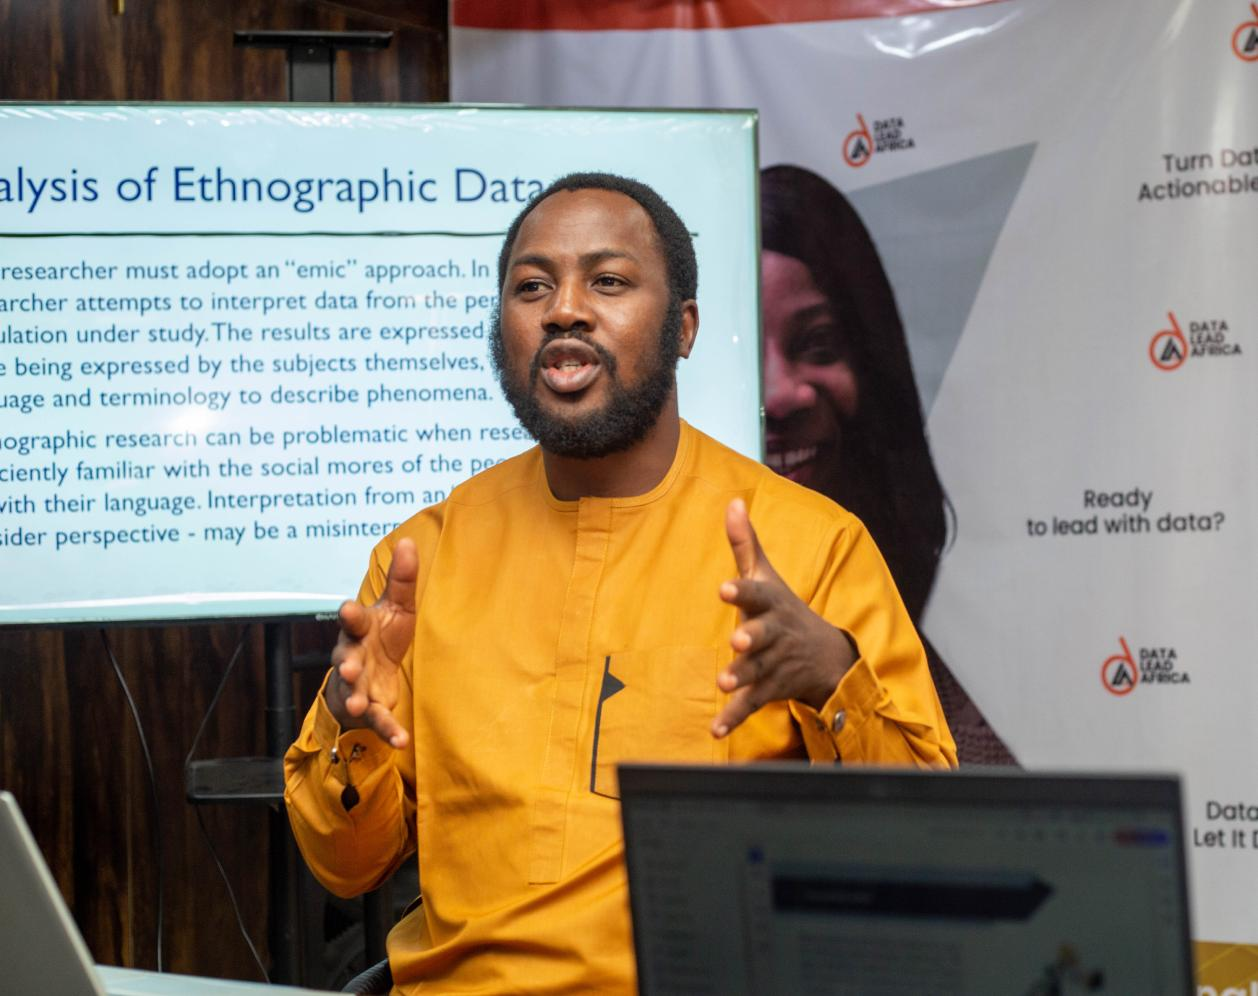 alysis of Ethnographic Data
researcher must adopt an “emic” approach. In
archer attempts to interpret data from the per
ulation under study. The results are expressed
e being expressed by the subjects themselves,
uage and terminology to describe phenomena.
nographic research can be problematic when rese
ciently familiar with the social mores of the peo
with their language. Interpretation from an
sider perspective - may be a misinterp
DATA
LEAD
AFRICA
Turn Dat
Actionable
DATA
LEAD
AFRICA
Ready
to lead with data?
DATA
LEAD
AFRICA
Data
Let It D